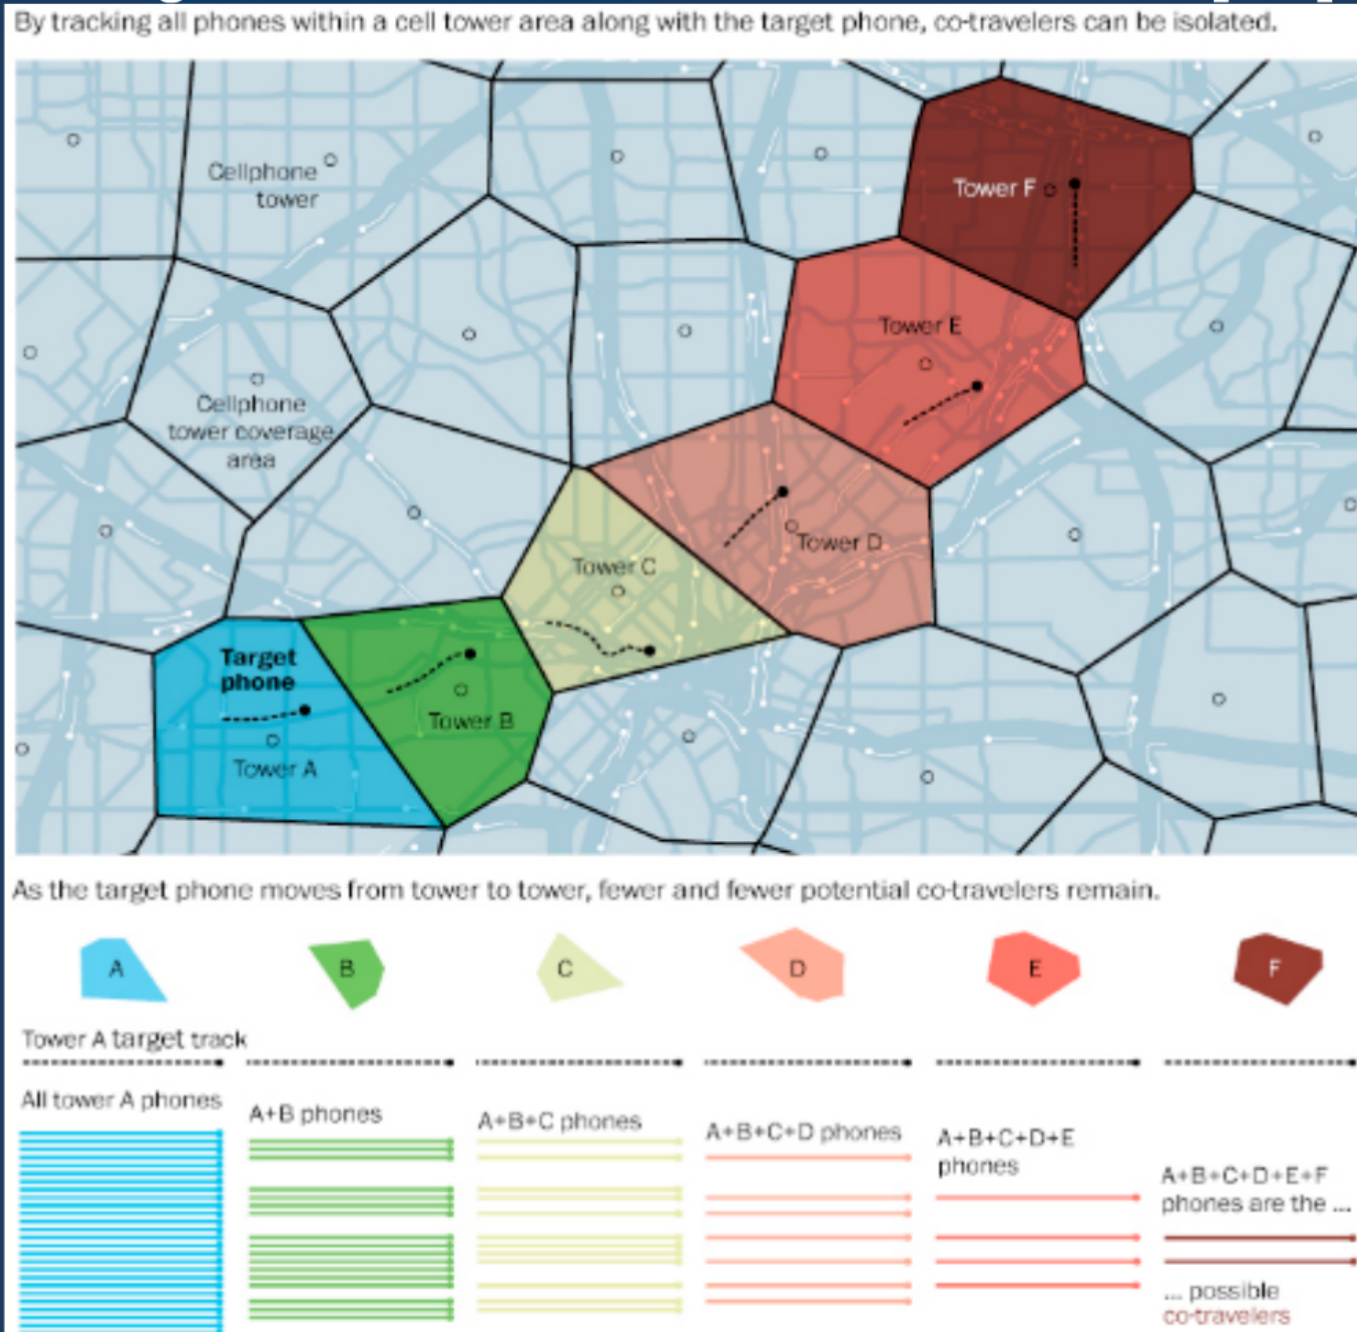 By tracking all phones within a cell tower area along with the target phone, co-travelers can be isolated.
Cellphone
tower
Tower F
Tower E
Cellphone
tower coverage
area
Tower D
Tower C
Target
phone
Tower B
Tower A
As the target phone moves from tower to tower, fewer and fewer potential co-travelers remain.
A
B
C
D
E
F
Tower A target track
All tower A phones
A+B phones
A+B+C phones
A+B+C+D phones
A+B+C+D+E
phones
A+B+C+D+E+F
phones are the ...
... possible
co-travelers